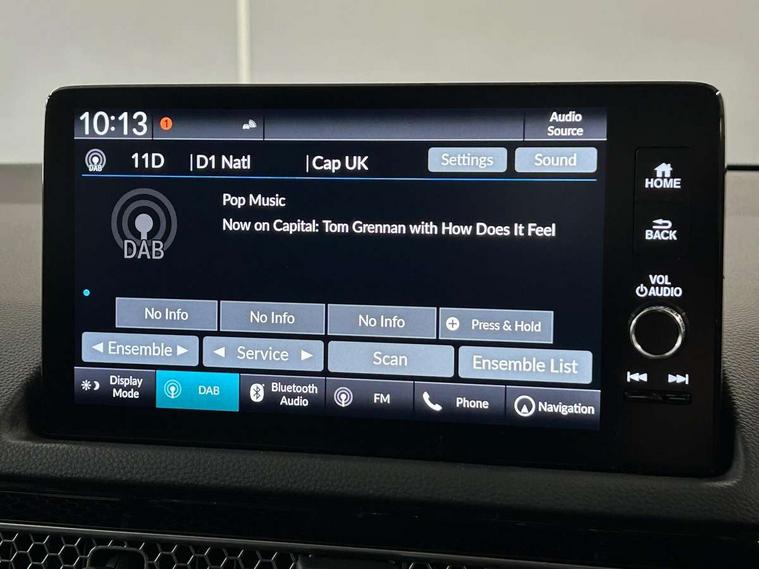 10:13
1
Audio
Source
DAB
11D
D1 Natl
Cap UK
Settings
Sound
HOME
DAB
Pop Music
Now on Capital: Tom Grennan with How Does It Feel
BACK
VOL
AUDIO
No Info
No Info
No Info
Press & Hold
Ensemble
Service
Scan
Ensemble List
Display
Mode
DAB
Bluetooth
Audio
FM
Phone
Navigation